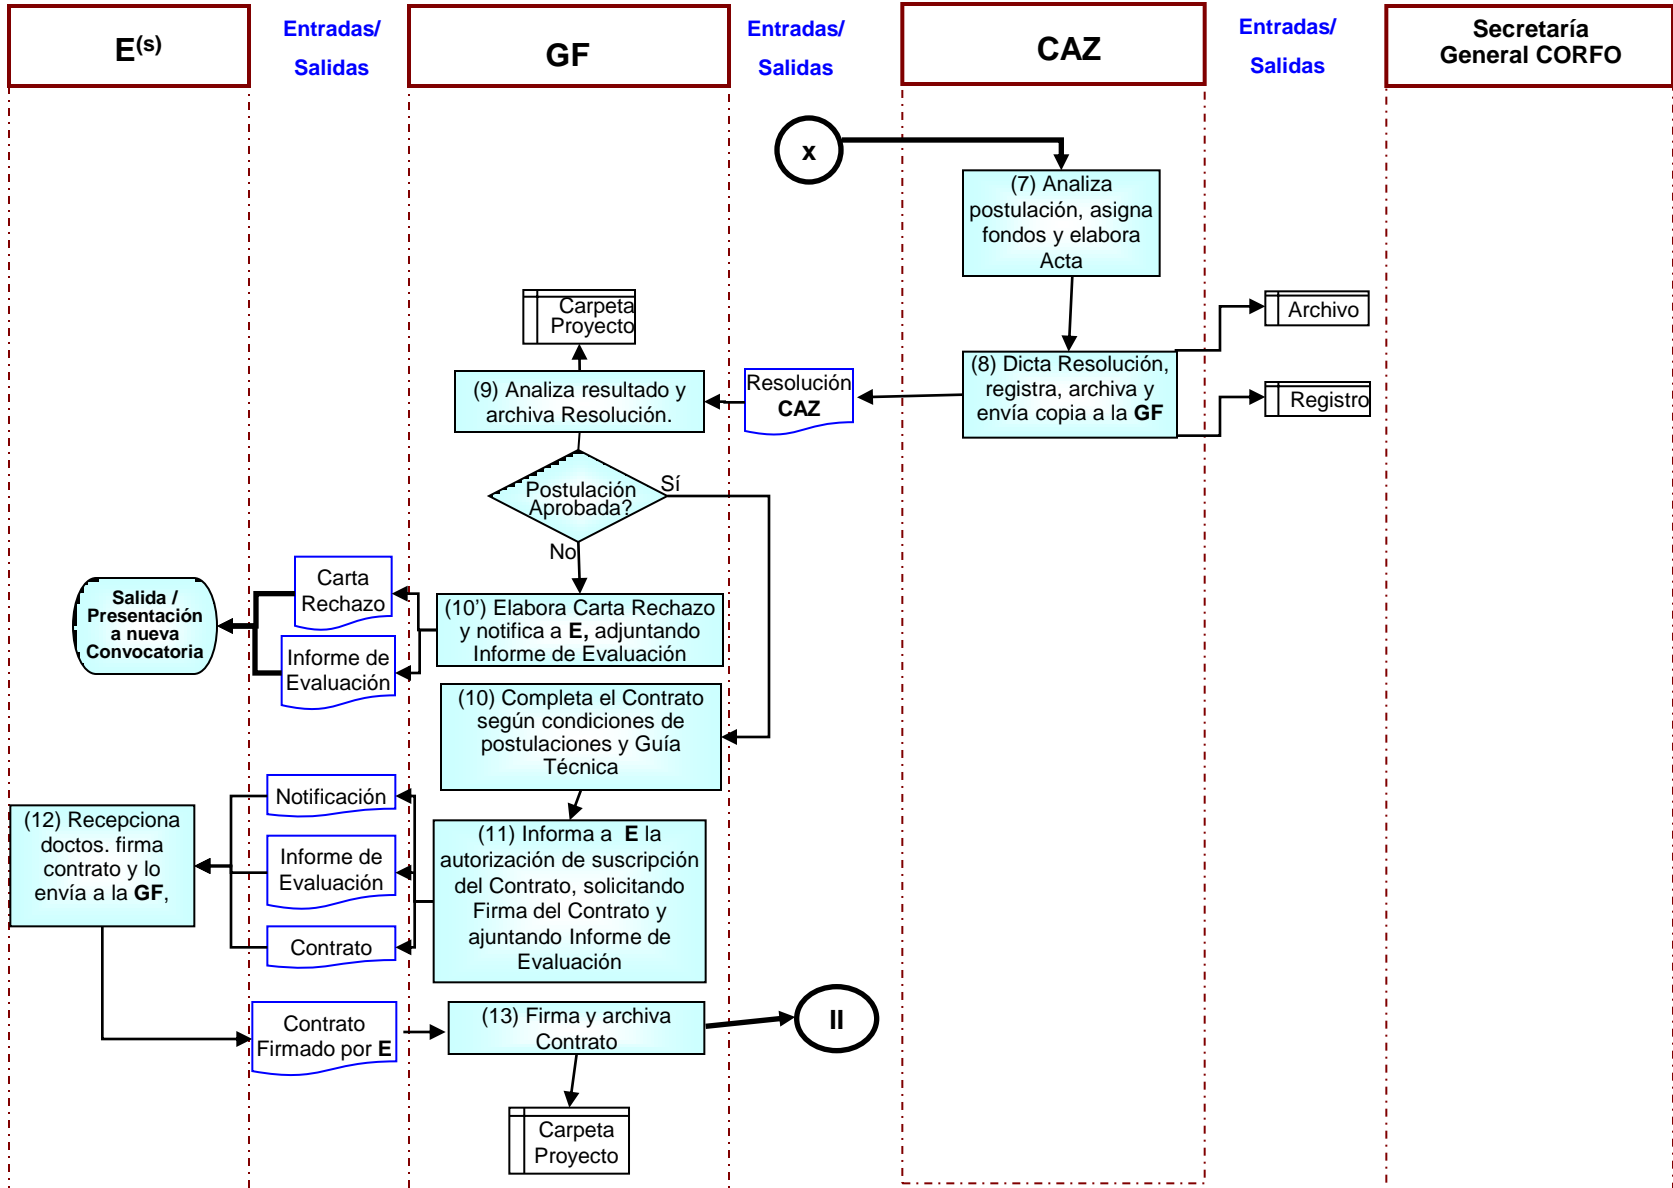 E(s)
Entradas/
Salidas
GF
Entradas/
Salidas
CAZ
Entradas/
Salidas
Secretaría
General CORFO
x
(7) Analiza
postulación, asigna
fondos y elabora
Acta
Carpeta
Proyecto
Archivo
(9) Analiza resultado y
archiva Resolución.
Resolución
CAZ
(8) Dicta Resolución,
registra, archiva y
envía copia a la GF
Registro
Postulación
Aprobada?
Sí
No
Salida /
Presentación
a nueva
Convocatoria
Carta
Rechazo
Informe de
Evaluación
(10') Elabora Carta Rechazo
y notifica a E, adjuntando
Informe de Evaluación
(10) Completa el Contrato
según condiciones de
postulaciones y Guía
Técnica
(12) Recepciona
doctos. firma
contrato y lo
envía a la GF,
Notificación
Informe de
Evaluación
Contrato
(11) Informa a E la
autorización de suscripción
del Contrato, solicitando
Firma del Contrato y
ajuntando Informe de
Evaluación
Contrato
Firmado por E
(13) Firma y archiva
Contrato
II
Carpeta
Proyecto